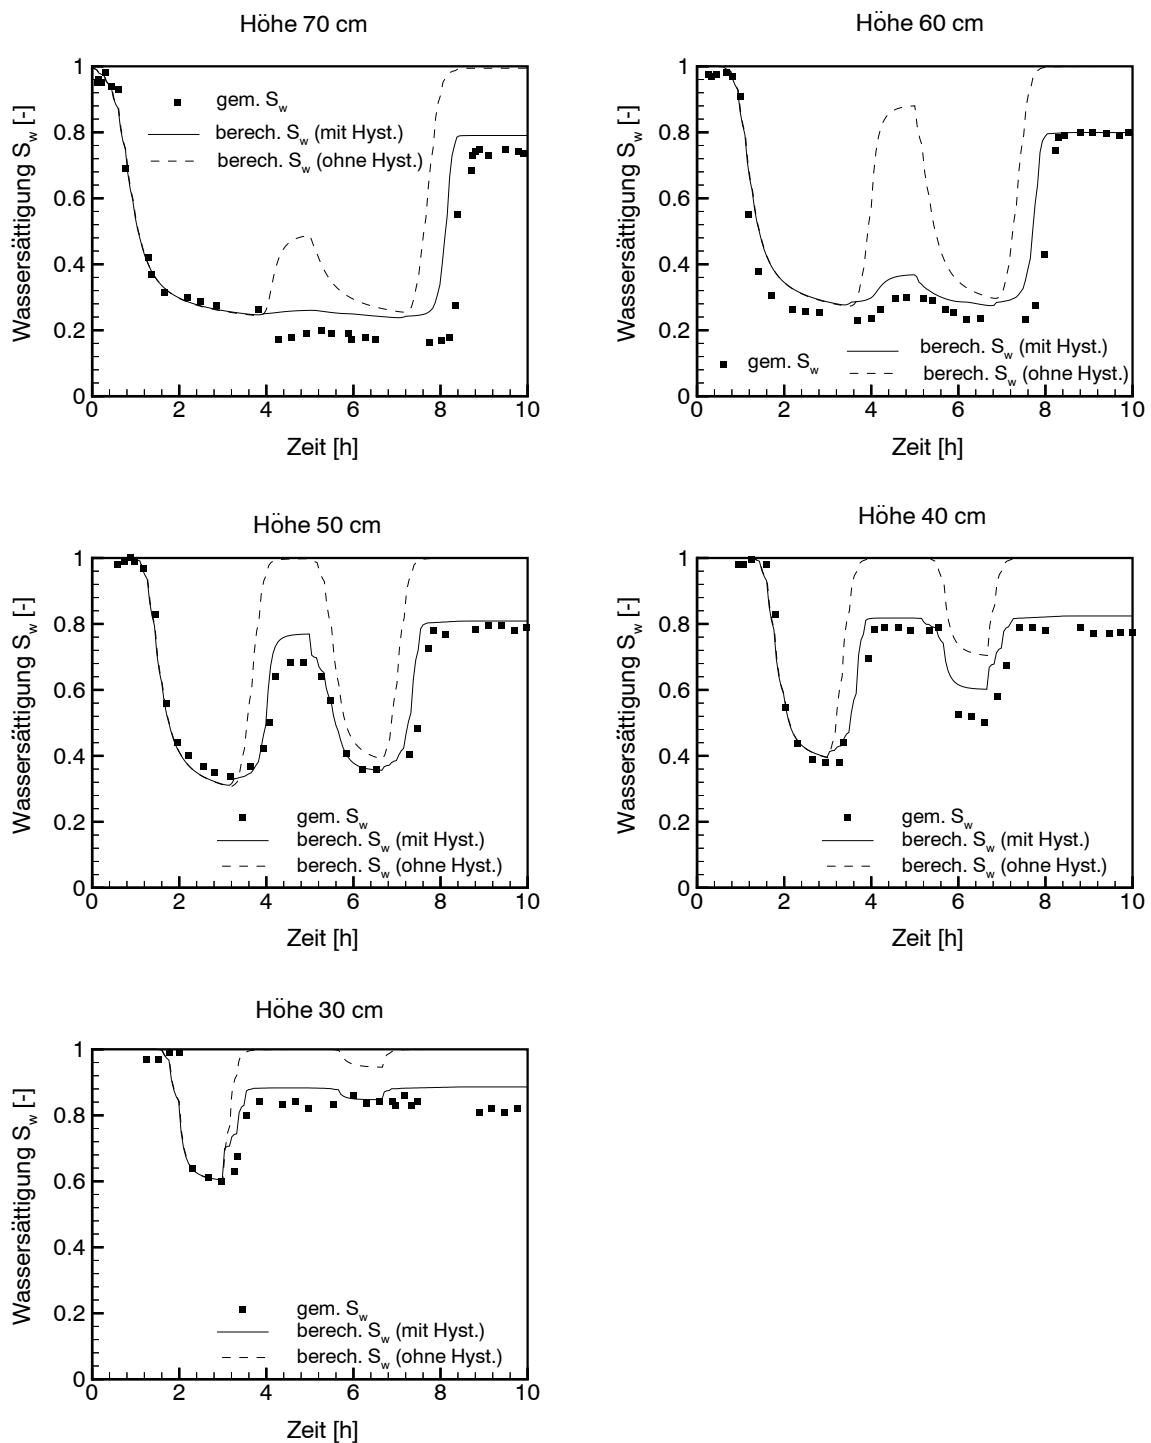 Höhe 70 cm
Wassersättigung S_w [-]
1
0.8
0.6
0.4
0.2
0
gem. S_w
berech. S_w (mit Hyst.)
berech. S_w (ohne Hyst.)
0 2 4 6 8 10
Zeit [h]
Höhe 60 cm
Wassersättigung S_w [-]
1
0.8
0.6
0.4
0.2
0
gem. S_w
berech. S_w (mit Hyst.)
berech. S_w (ohne Hyst.)
0 2 4 6 8 10
Zeit [h]
Höhe 50 cm
Wassersättigung S_w [-]
1
0.8
0.6
0.4
0.2
0
gem. S_w
berech. S_w (mit Hyst.)
berech. S_w (ohne Hyst.)
0 2 4 6 8 10
Zeit [h]
Höhe 40 cm
Wassersättigung S_w [-]
1
0.8
0.6
0.4
0.2
0
gem. S_w
berech. S_w (mit Hyst.)
berech. S_w (ohne Hyst.)
0 2 4 6 8 10
Zeit [h]
Höhe 30 cm
Wassersättigung S_w [-]
1
0.8
0.6
0.4
0.2
0
gem. S_w
berech. S_w (mit Hyst.)
berech. S_w (ohne Hyst.)
0 2 4 6 8 10
Zeit [h]